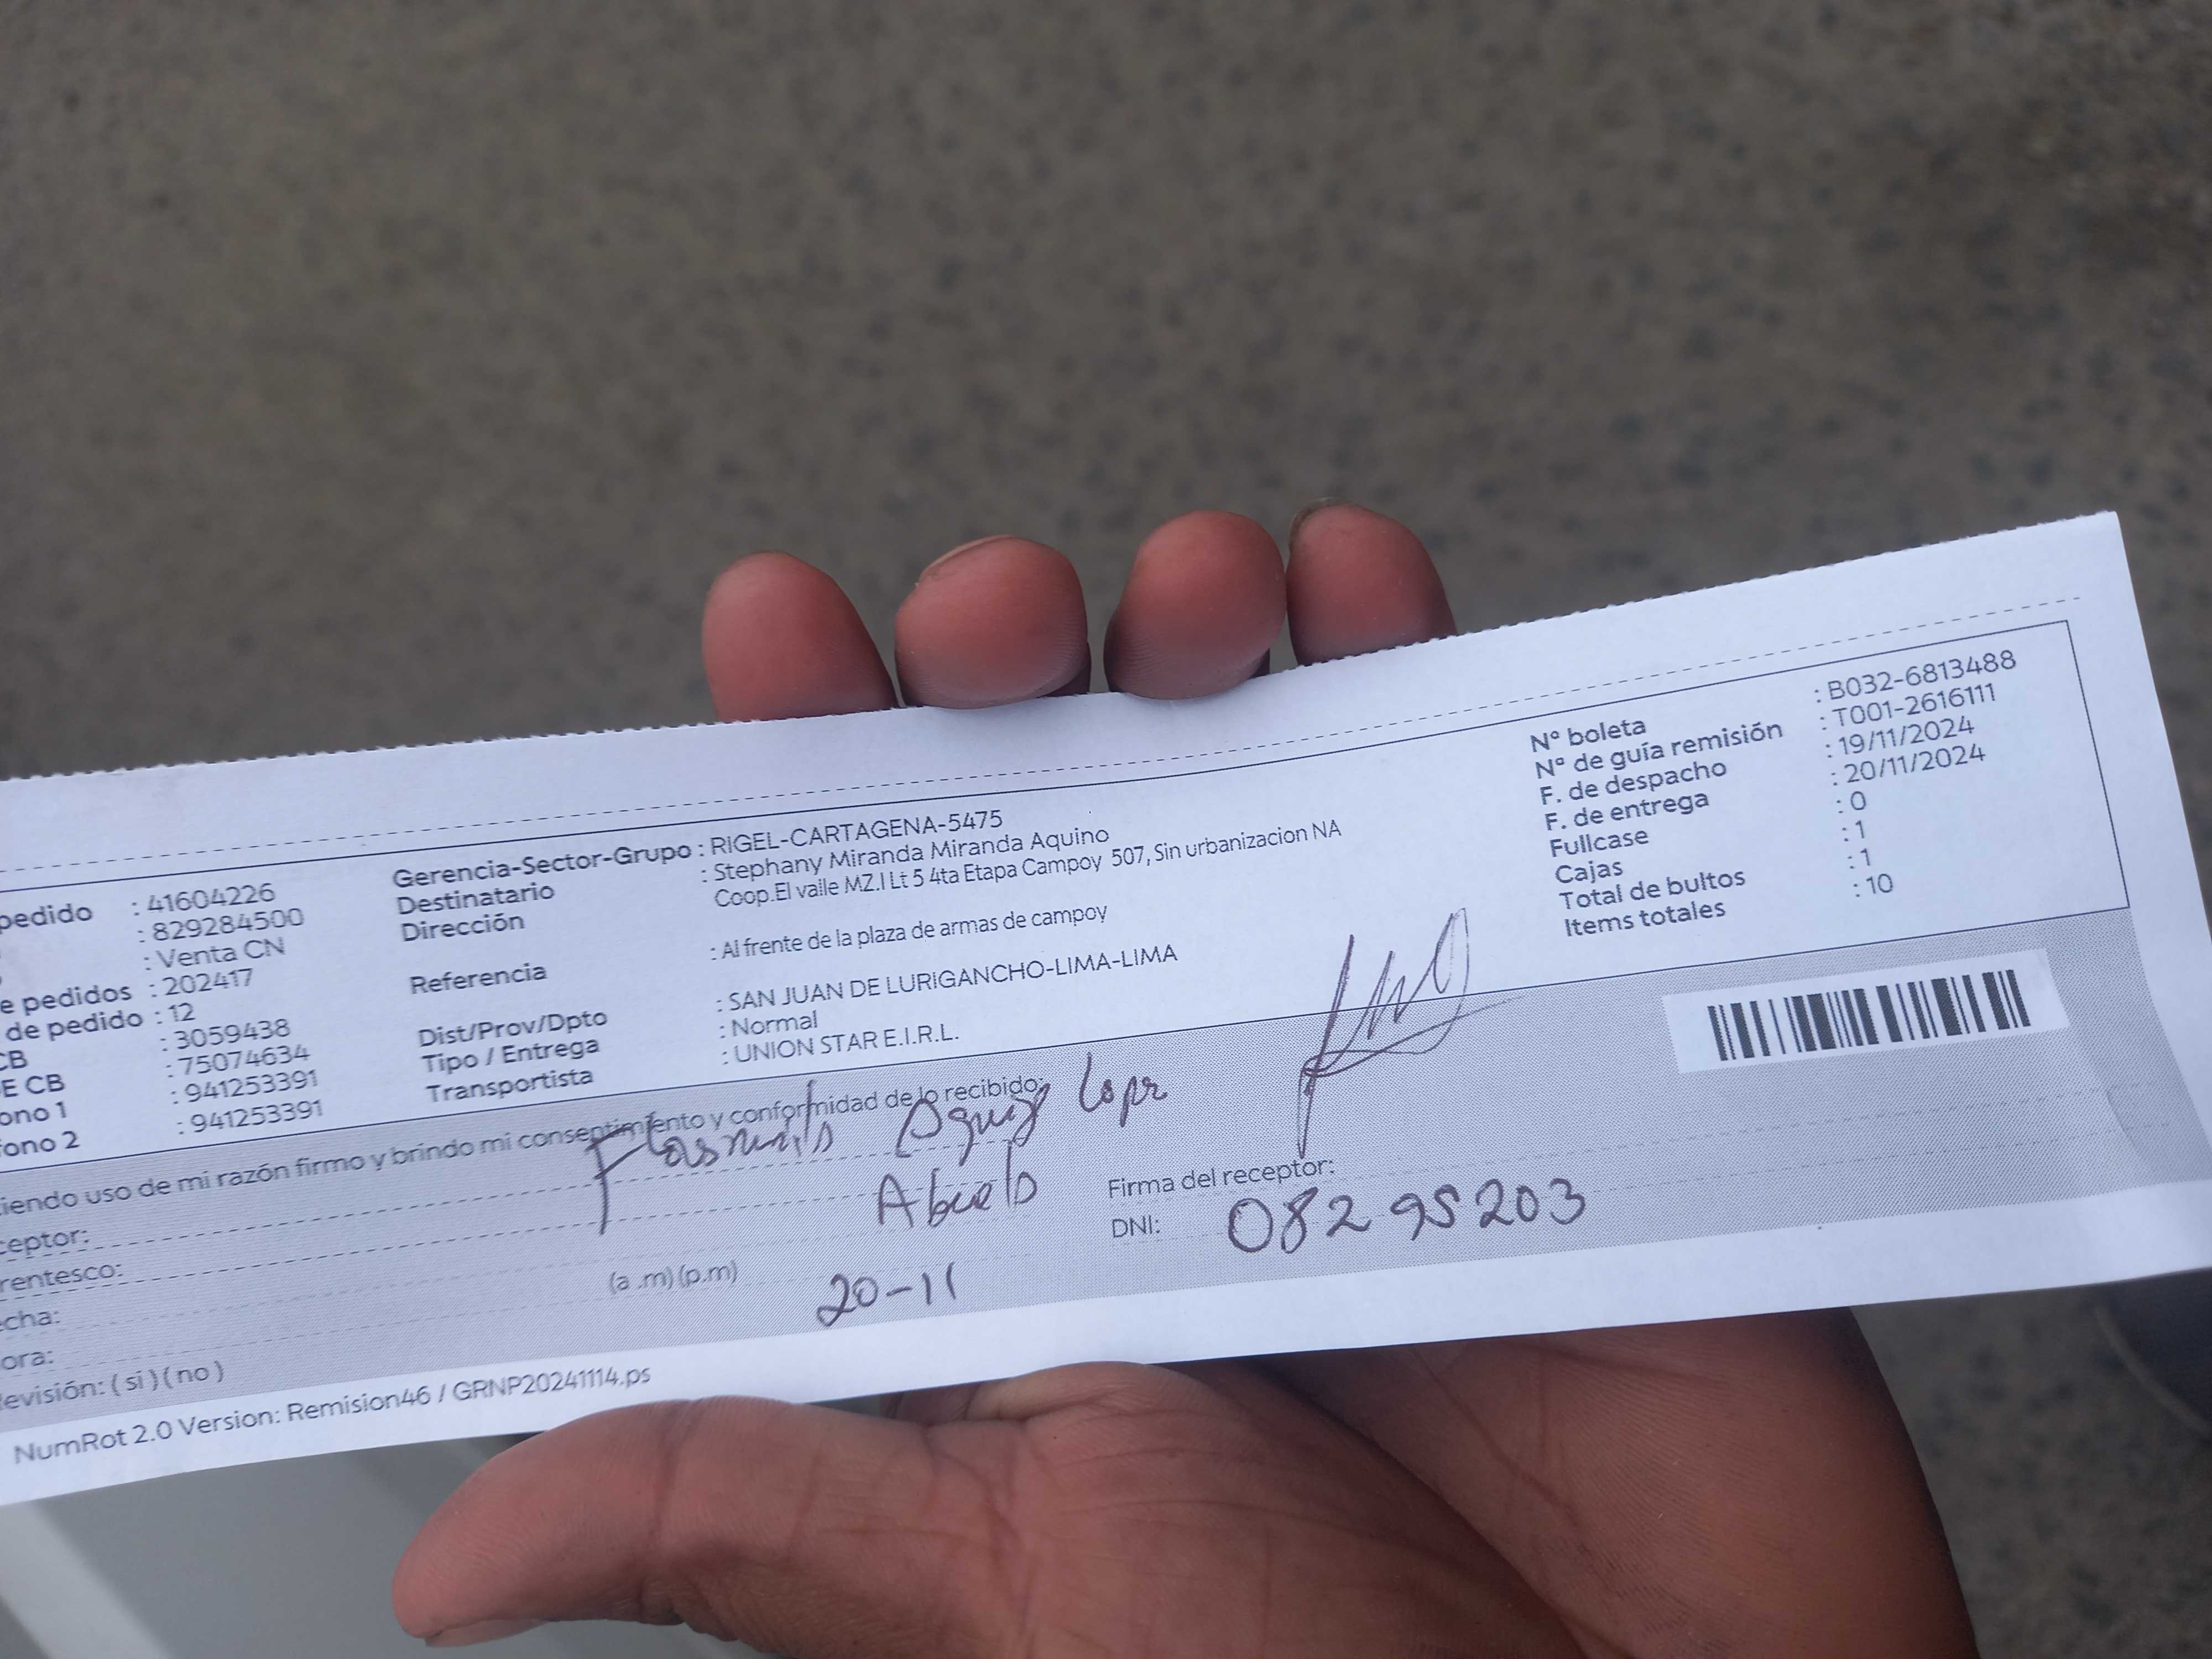 pedido : 41604226
: 829284500
: Venta CN
e pedidos : 202417
de pedido : 12
CB : 3059438
E CB : 75074634
ono 1 : 941253391
fono 2 : 941253391
Gerencia-Sector-Grupo : RIGEL-CARTAGENA-5475
Destinatario : Stephany Miranda Miranda Aquino
Dirección Coop.El valle MZ.I Lt 5 4ta Etapa Campoy 507, Sin urbanizacion NA
Referencia : Al frente de la plaza de armas de campoy
Dist/Prov/Dpto : SAN JUAN DE LURIGANCHO-LIMA-LIMA
Tipo / Entrega : Normal
Transportista : UNION STAR E.I.R.L.
N° boleta : B032-6813488
N° de guía remisión : T001-2616111
F. de despacho : 19/11/2024
F. de entrega : 20/11/2024
Fullcase : 0
Cajas : 1
Total de bultos : 1
Items totales : 10
iendo uso de mi razón firmo y brindo mi consentimiento y conformidad de lo recibido:
ceptor:
rentesco: Abuelo
cha: 20-11
ora: (a .m) (p.m)
Revisión: ( si ) ( no )
Firma del receptor:
DNI: 08295203
NumRot 2.0 Version: Remision46 / GRNP20241114.ps